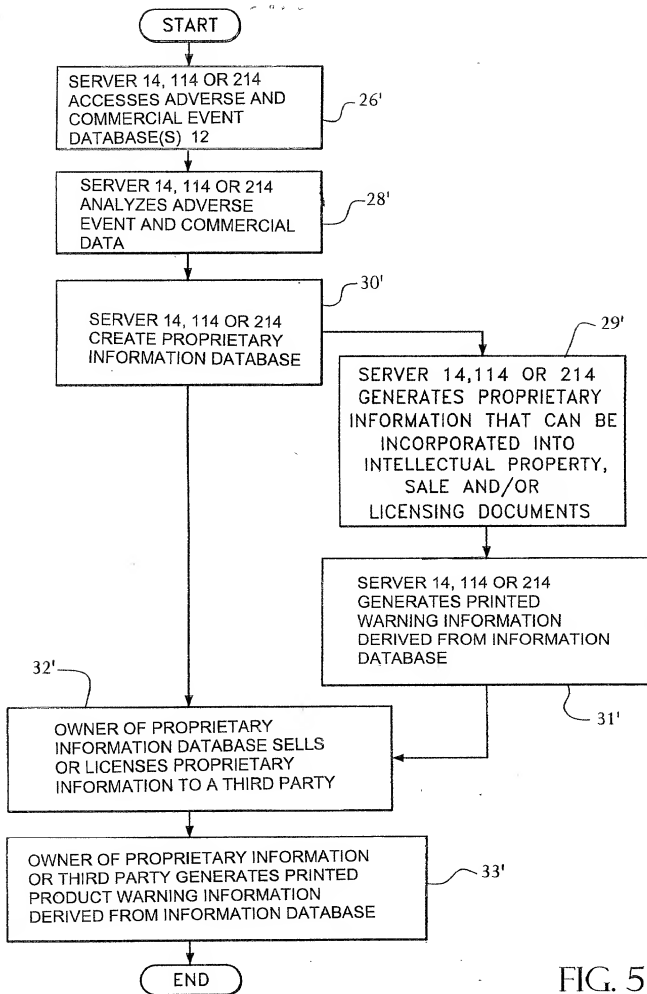 START
SERVER 14, 114 OR 214
ACCESSES ADVERSE AND
COMMERCIAL EVENT
DATABASE(S) 12
26'
SERVER 14, 114 OR 214
ANALYZES ADVERSE
EVENT AND COMMERCIAL
DATA
28'
SERVER 14, 114 OR 214
CREATE PROPRIETARY
INFORMATION DATABASE
30'
29'
SERVER 14,114 OR 214
GENERATES PROPRIETARY
INFORMATION THAT CAN BE
INCORPORATED INTO
INTELLECTUAL PROPERTY,
SALE AND/OR
LICENSING DOCUMENTS
SERVER 14, 114 OR 214
GENERATES PRINTED
WARNING INFORMATION
DERIVED FROM INFORMATION
DATABASE
31'
32'
OWNER OF PROPRIETARY
INFORMATION DATABASE SELLS
OR LICENSES PROPRIETARY
INFORMATION TO A THIRD PARTY
OWNER OF PROPRIETARY INFORMATION
OR THIRD PARTY GENERATES PRINTED
PRODUCT WARNING INFORMATION
DERIVED FROM INFORMATION DATABASE
33'
END
FIG. 5